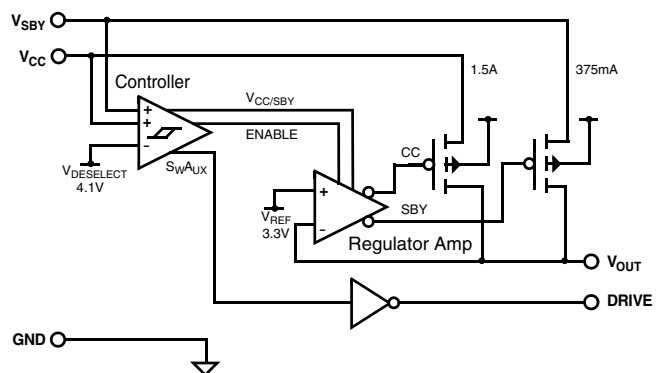 VSBY
VCC
Controller
1.5A
375mA
+
+
-
VCC/SBY
ENABLE
VDESELECT
4.1V
SWAUX
CC
+
-
VREF
3.3V
SBY
Regulator Amp
VOUT
DRIVE
GND